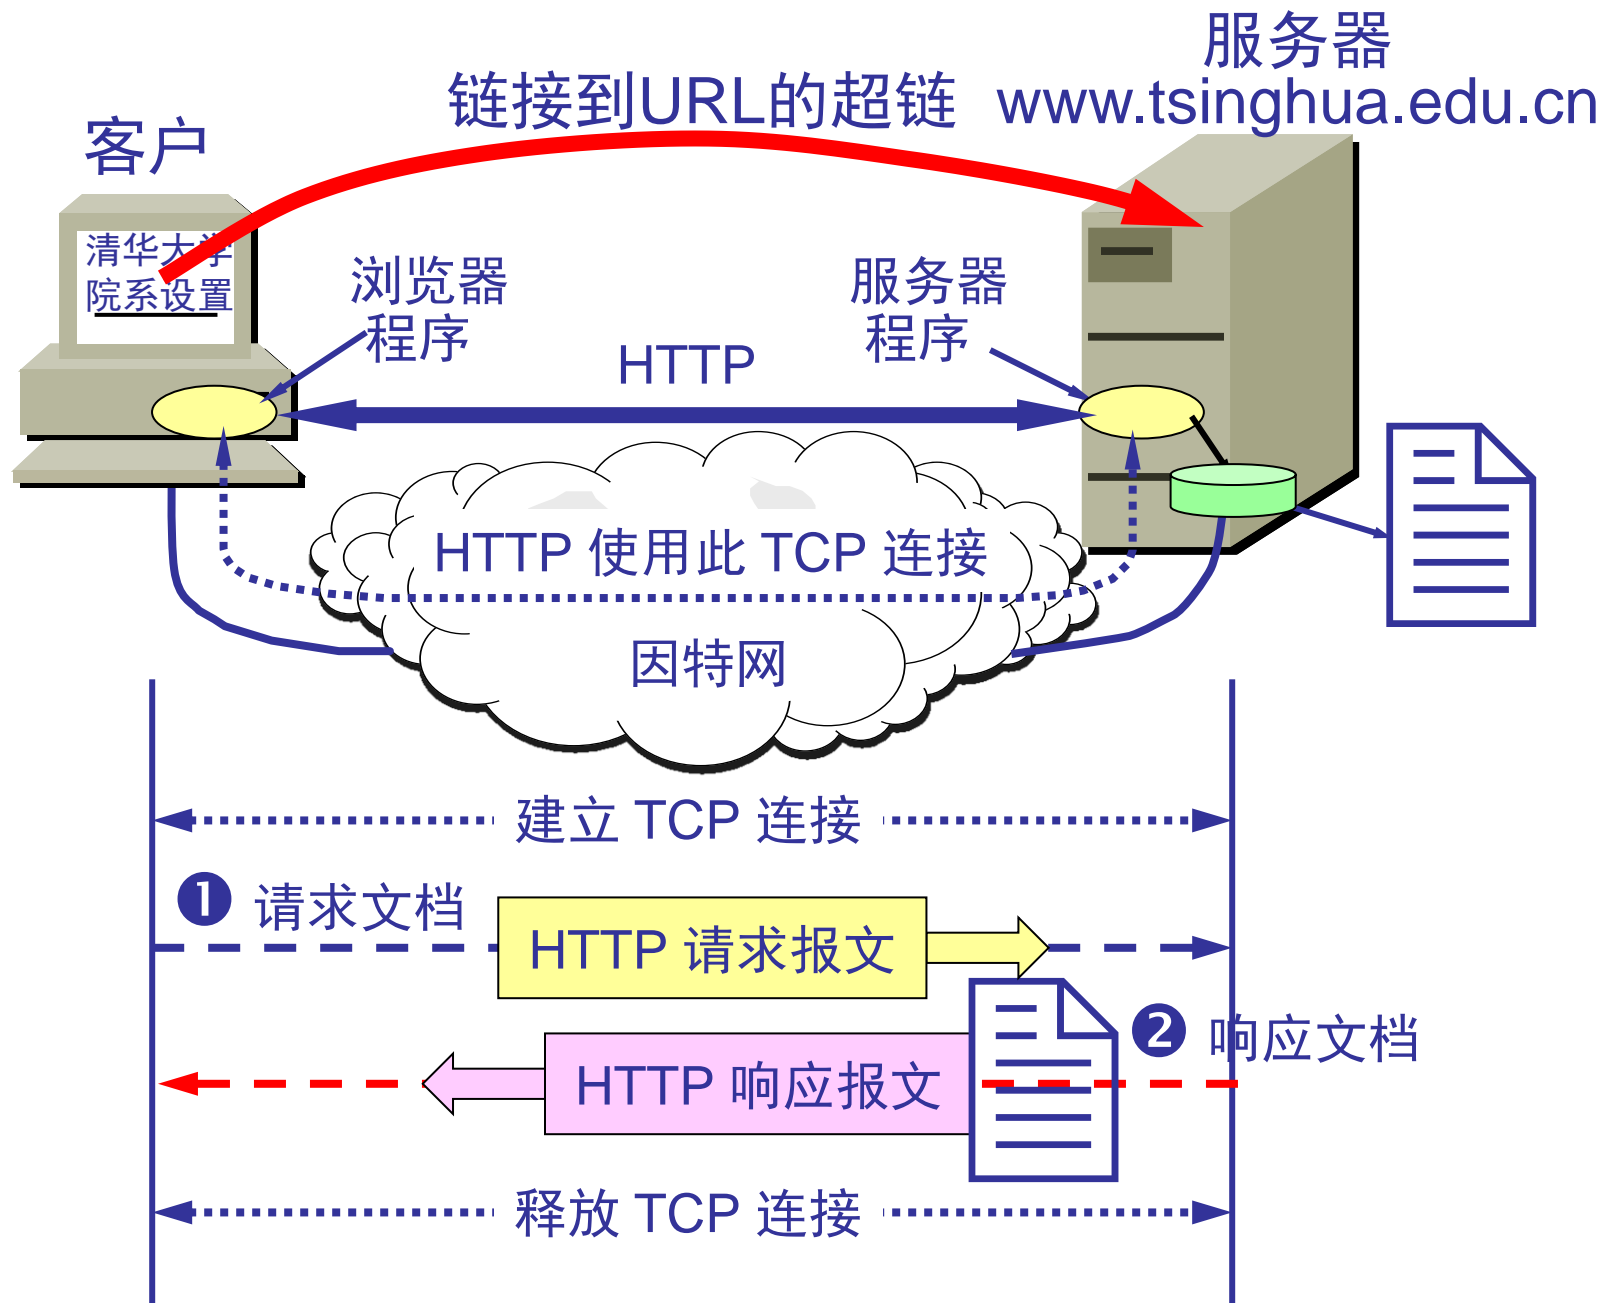 服务器
www.tsinghua.edu.cn
链接到URL的超链
客户
清华大学
院系设置
浏览器
程序
服务器
程序
HTTP
HTTP 使用此 TCP 连接
因特网
建立 TCP 连接
❶ 请求文档
HTTP 请求报文
❷ 响应文档
HTTP 响应报文
释放 TCP 连接